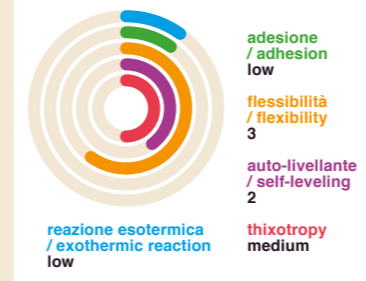 adesione
/ adhesion
low
flessibilità
/ flexibility
3
auto-livellante
/ self-leveling
2
reazione esotermica
/ exothermic reaction
low
thixotropy
medium